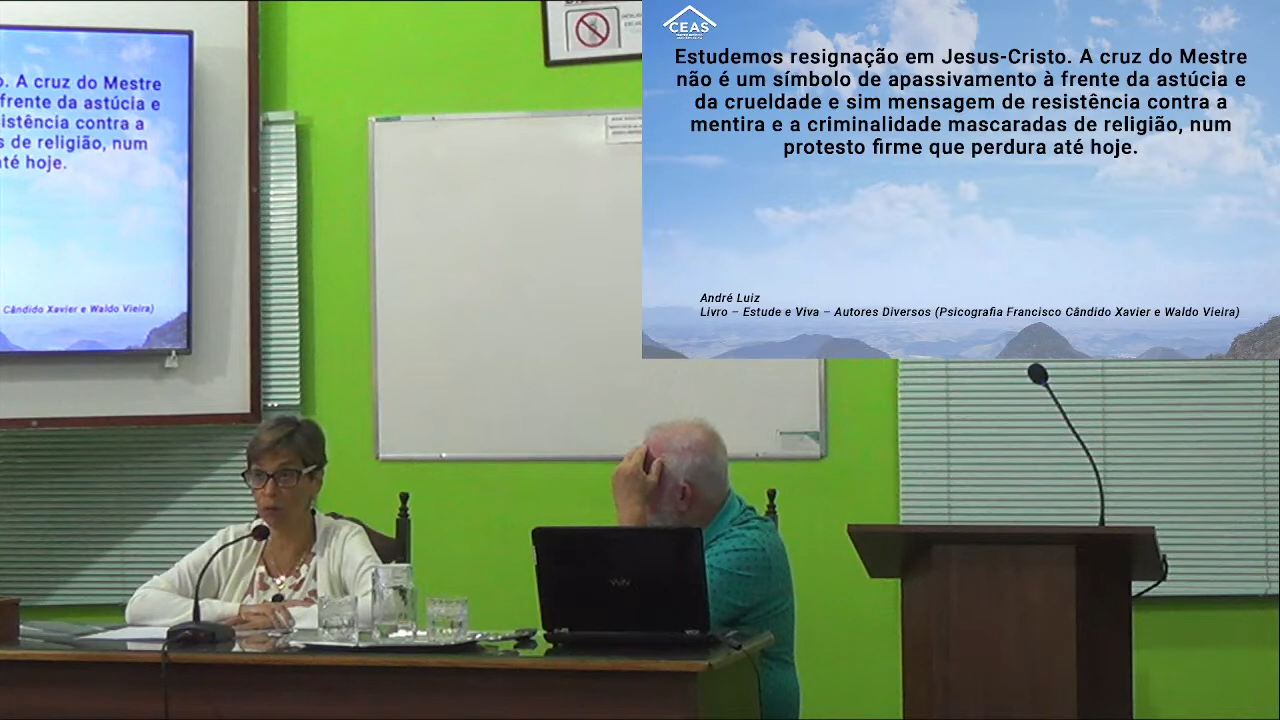 o. A cruz do Mestre
frente da astúcia e
sistência contra a
s de religião, num
até hoje.
Cândido Xavier e Waldo Vieira)
CEAS
Estudemos resignação em Jesus-Cristo. A cruz do Mestre
não é um símbolo de apassivamento à frente da astúcia e
da crueldade e sim mensagem de resistência contra a
mentira e a criminalidade mascaradas de religião, num
protesto firme que perdura até hoje.
André Luiz
Livro – Estude e Viva – Autores Diversos (Psicografia Francisco Cândido Xavier e Waldo Vieira)